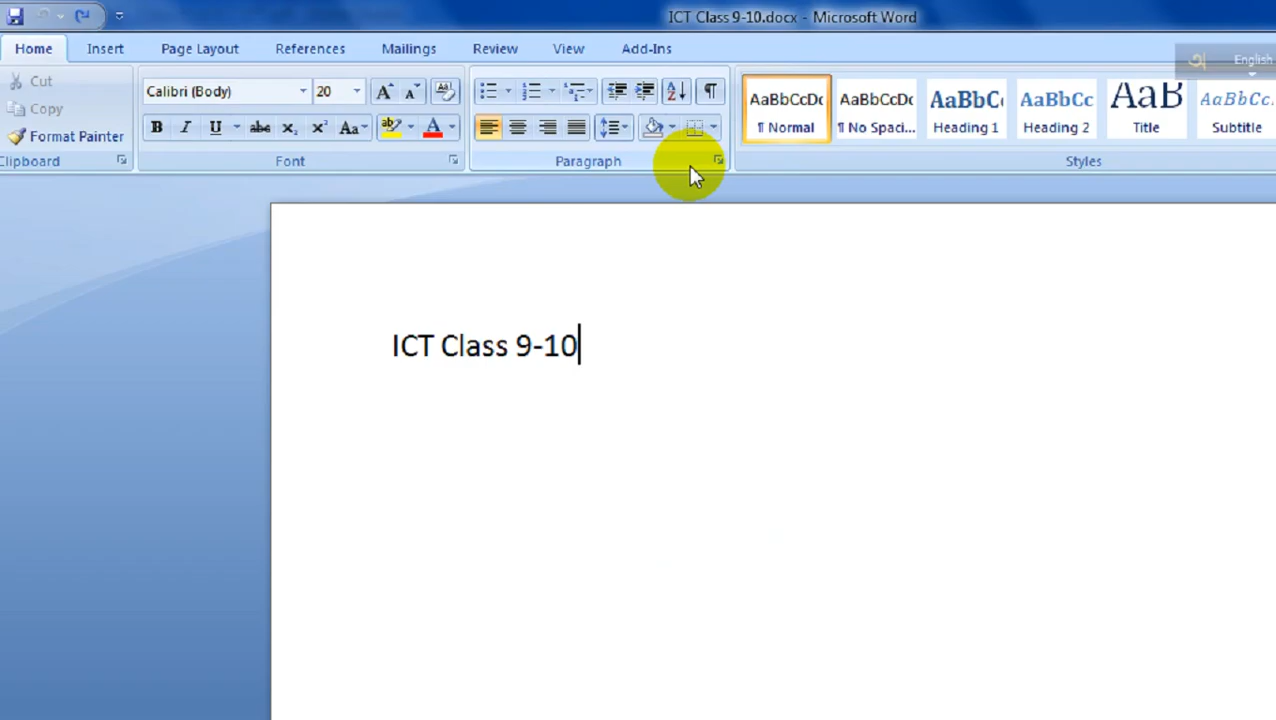 ICT Class 9-10.docx - Microsoft Word
Home Insert Page Layout References Mailings Review View Add-Ins
English
Cut
Copy
Format Painter
Clipboard
Calibri (Body) 20
Font
Paragraph
AaBbCcDc AaBbCcDc AaBbC AaBbCc AaB AaBbCc.
¶ Normal ¶ No Spaci... Heading 1 Heading 2 Title Subtitle
Styles
ICT Class 9-10